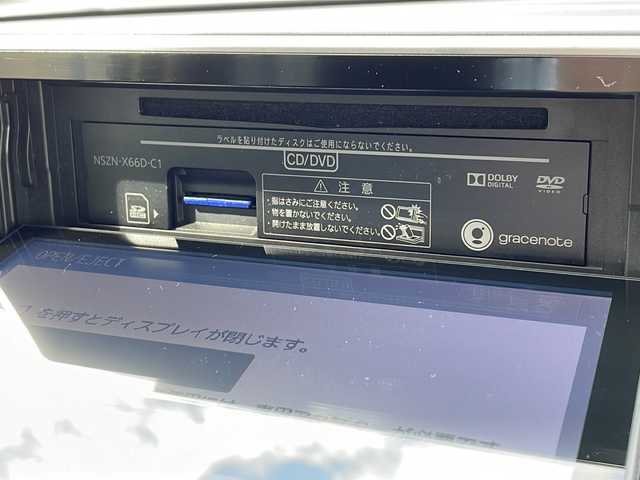 ラベルを貼り付けたディスクはご使用にならないでください。
CD/DVD
NSZN-X66D-C1
注意
・指はさみにご注意ください。
・物を置かないでください。
・開けたまま放置しないでください。
DOLBY
DIGITAL
DVD
VIDEO
gracenote
OPEN/EJECT
を押すとディスプレイが閉じます。